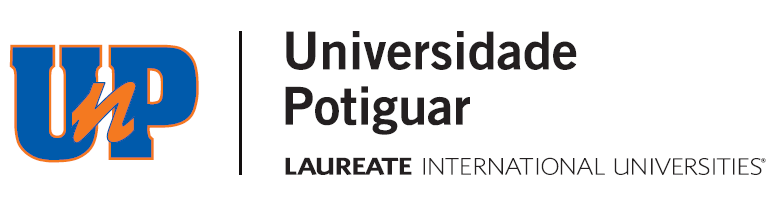 UnP
Universidade
Potiguar
LAUREATE INTERNATIONAL UNIVERSITIES®